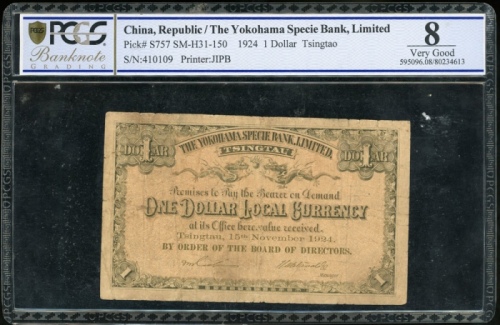 PCGS
Banknote
GRADING
China, Republic / The Yokohama Specie Bank, Limited
Pick# S757 SM-H31-150 1924 1 Dollar Tsingtao
S/N:410109 Printer:JIPB
8
Very Good
595096.08/80234613
THE YOKOHAMA SPECIE BANK, LIMITED.
TSINGTAU
DOLLAR
1
DOLLAR
1
Promises to Pay the Bearer on Demand
ONE DOLLAR LOCAL CURRENCY
at its Office here, value received.
Tsingtau, 15th November 1924.
BY ORDER OF THE BOARD OF DIRECTORS.
1
1